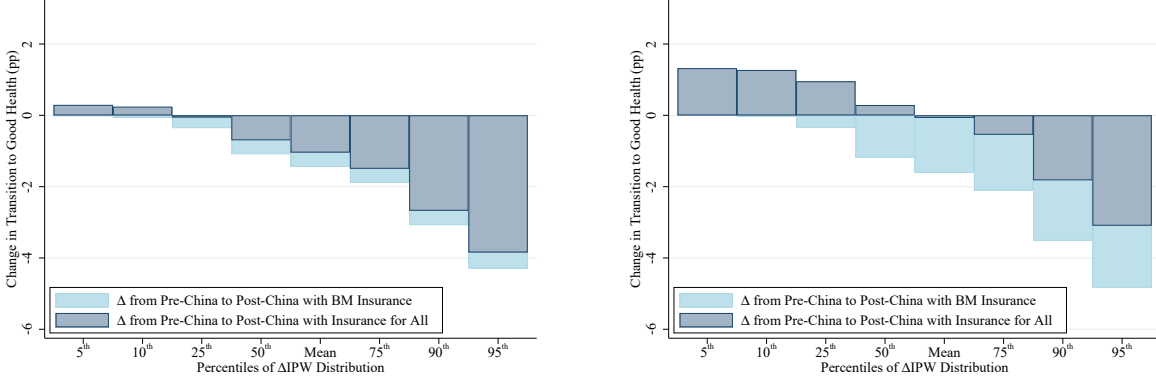 Change in Transition to Good Health (pp)
2
0
-2
-4
-6
Δ from Pre-China to Post-China with BM Insurance
Δ from Pre-China to Post-China with Insurance for All
5th 10th 25th 50th Mean 75th 90th 95th
Percentiles of ΔIPW Distribution
Change in Transition to Good Health (pp)
2
0
-2
-4
-6
Δ from Pre-China to Post-China with BM Insurance
Δ from Pre-China to Post-China with Insurance for All
5th 10th 25th 50th Mean 75th 90th 95th
Percentiles of ΔIPW Distribution